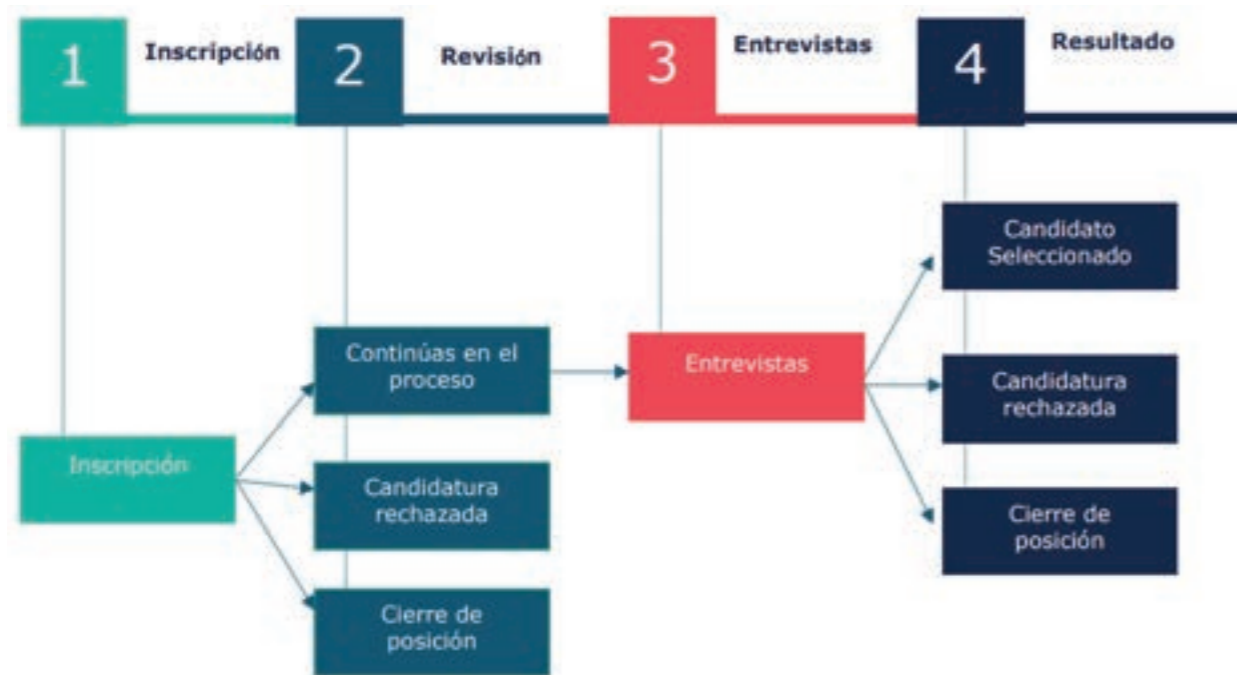 1
Inscripción
2
Revisión
3
Entrevistas
4
Resultado
Inscripción
Continúas en el
proceso
Candidatura
rechazada
Cierre de
posición
Entrevistas
Candidato
Seleccionado
Candidatura
rechazada
Cierre de
posición